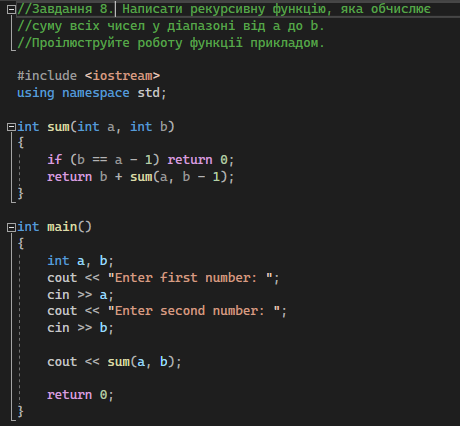 //Завдання 8. Написати рекурсивну функцію, яка обчислює
//суму всіх чисел у діапазоні від a до b.
//Проілюструйте роботу функції прикладом.
#include <iostream>
using namespace std;
int sum(int a, int b)
{
if (b == a - 1) return 0;
return b + sum(a, b - 1);
}
int main()
{
int a, b;
cout << "Enter first number: ";
cin >> a;
cout << "Enter second number: ";
cin >> b;
cout << sum(a, b);
return 0;
}